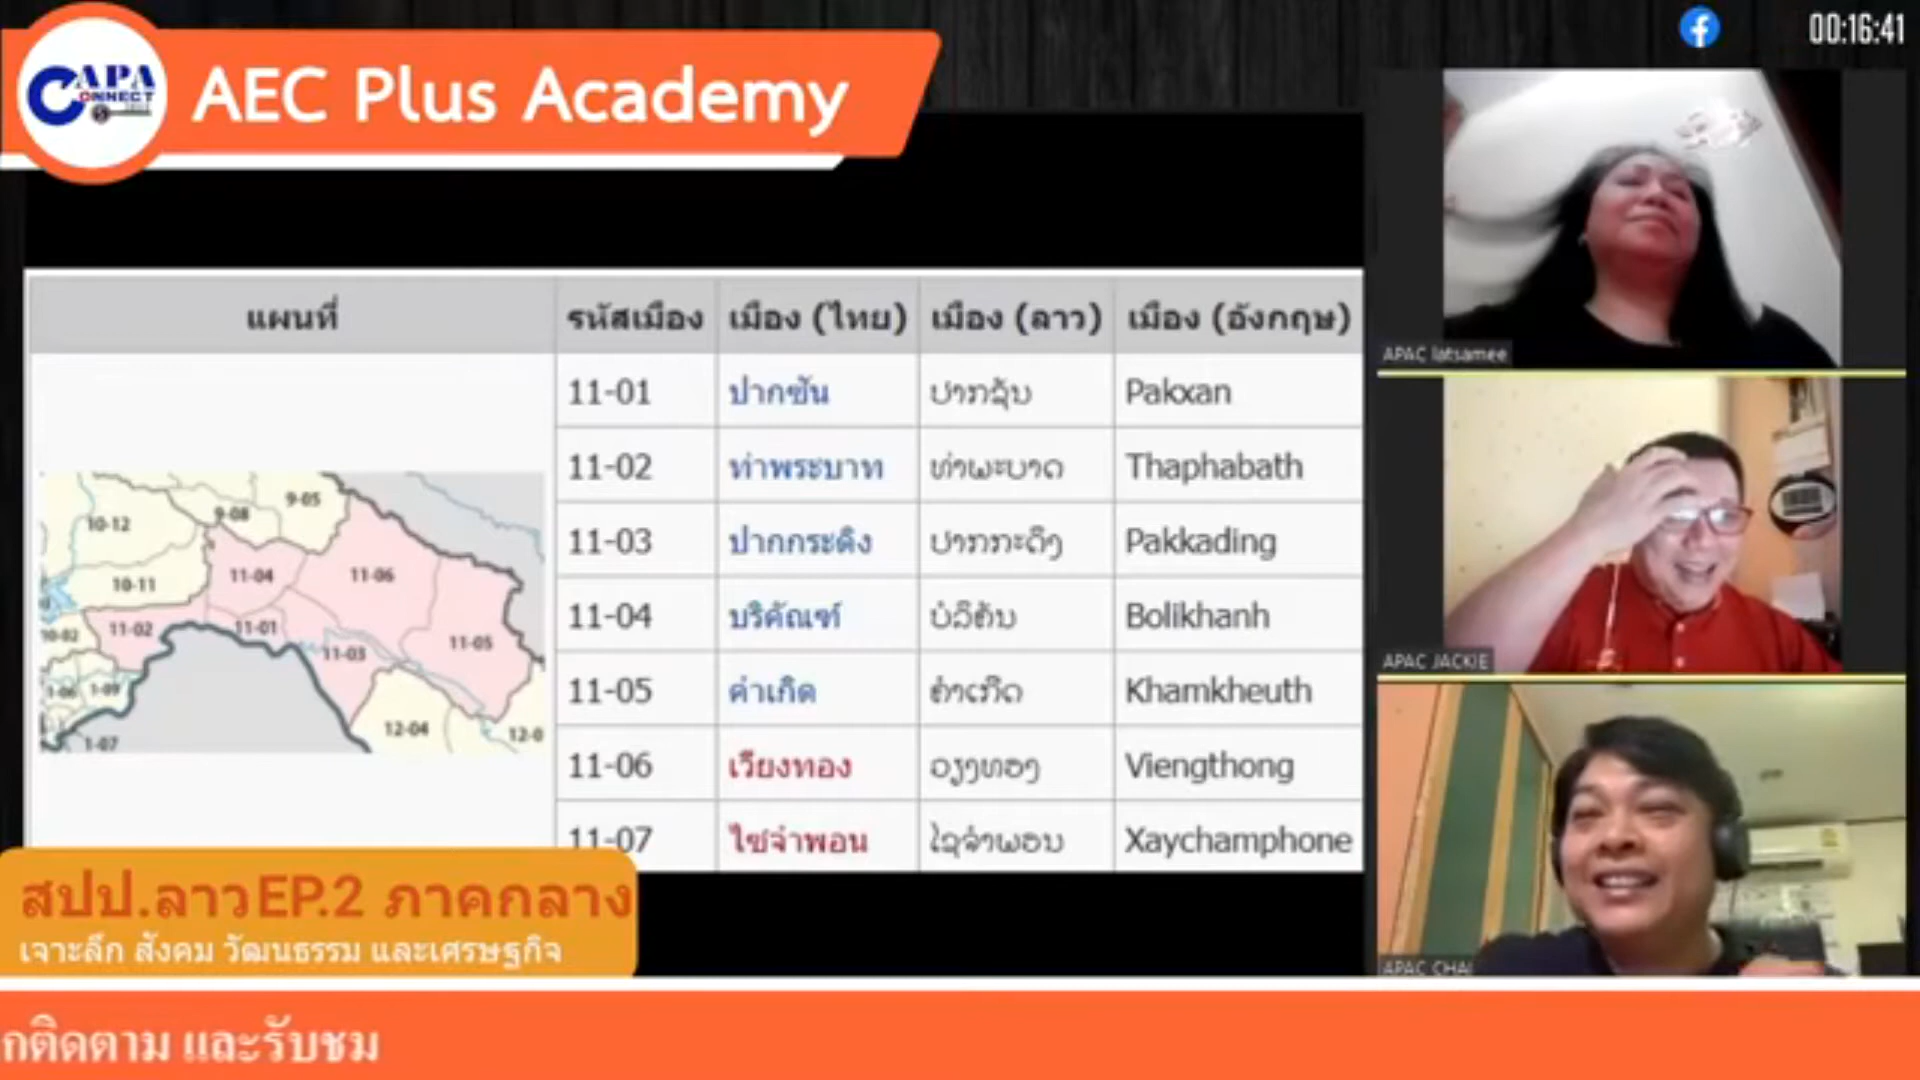 CAPA
CONNECT
AEC Plus Academy
00:16:41
แผนที่
รหัสเมือง เมือง (ไทย) เมือง (ลาว) เมือง (อังกฤษ)
11-01 ปากซัน ປາກຊັນ Pakxan
11-02 ท่าพระบาท ທ່າພະບາດ Thaphabath
11-03 ปากกระดิง ປາກກະດິງ Pakkading
11-04 บริคัณฑ์ ບໍລິຄັນ Bolikhanh
11-05 คำเกิด ຄຳເກີດ Khamkheuth
11-06 เวียงทอง ວຽງທອງ Viengthong
11-07 ไซจำพอน ໄຊຈຳພອນ Xaychamphone
9-05
9-08
10-12
10-11
11-04
11-06
11-02
11-01
10-02
11-03
11-05
1-06
1-09
12-04
12-0
1-07
APAC latsamee
APAC JACKIE
APAC CHAI
สปป.ลาว EP.2 ภาคกลาง
เจาะลึก สังคม วัฒนธรรม และเศรษฐกิจ
กติดตาม และรับชม